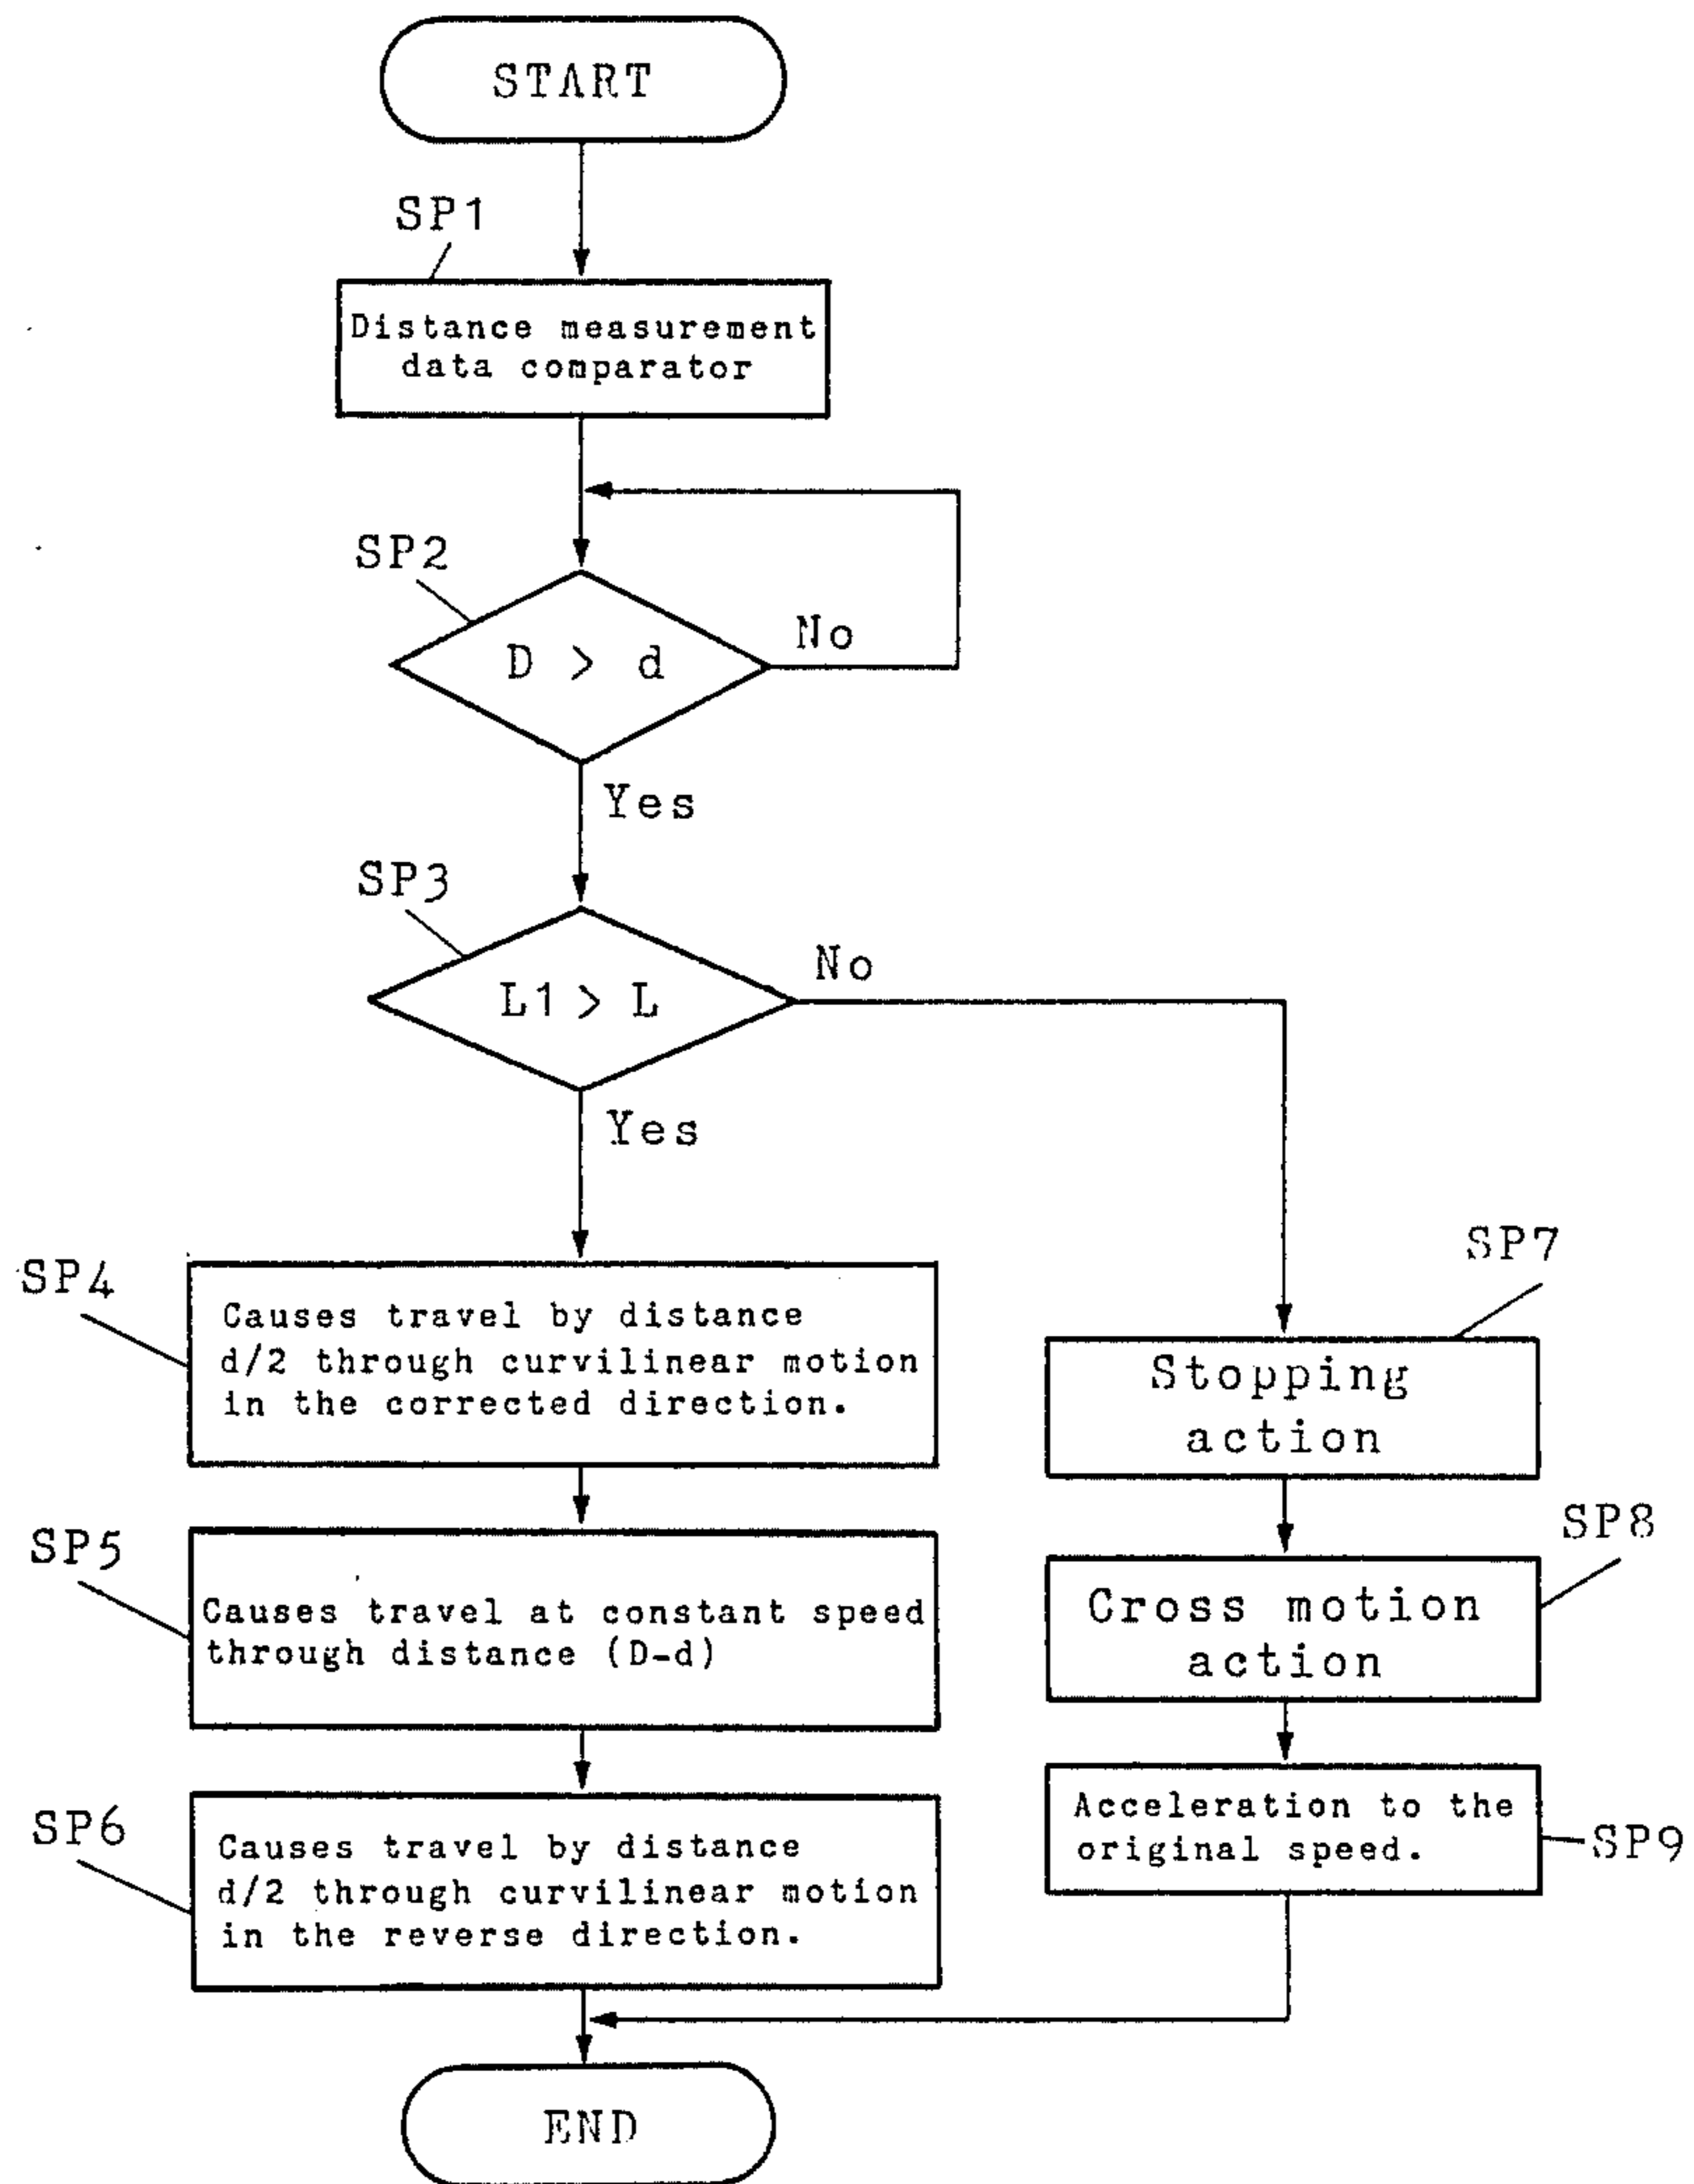 START
SP1
Distance measurement
data comparator
SP2
D > d
No
Yes
SP3
L1 > L
No
Yes
SP4
Causes travel by distance
d/2 through curvilinear motion
in the corrected direction.
SP7
Stopping
action
SP5
Causes travel at constant speed
through distance (D-d)
SP8
Cross motion
action
SP6
Causes travel by distance
d/2 through curvilinear motion
in the reverse direction.
Acceleration to the
original speed.
SP9
END